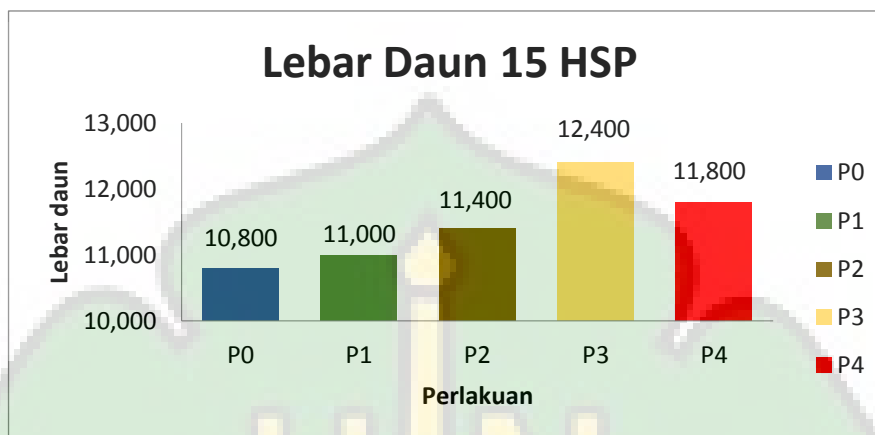 Lebar Daun 15 HSP
13,000
12,000
11,000
10,000
Lebar daun
10,800
11,000
11,400
12,400
11,800
P0
P1
P2
P3
P4
Perlakuan
P0
P1
P2
P3
P4